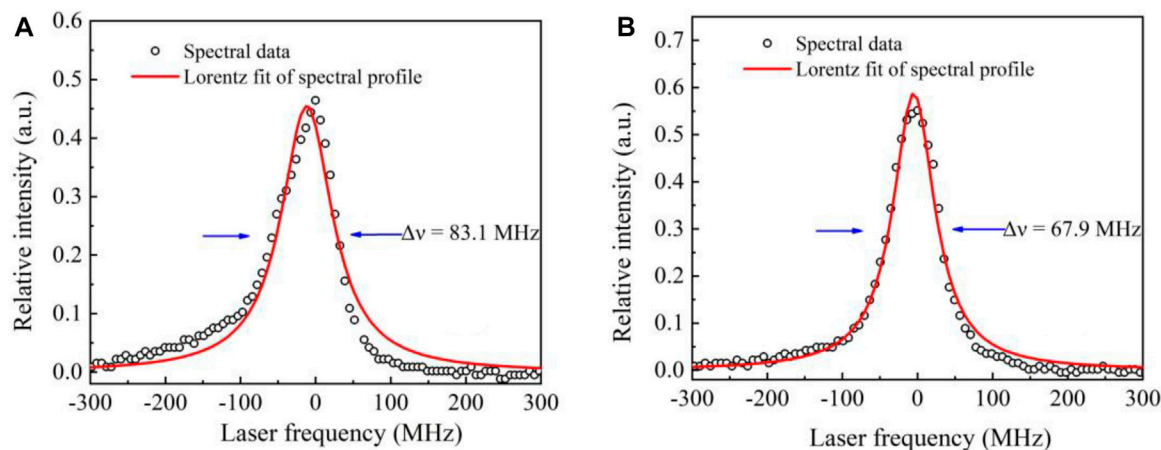 A
Spectral data
Lorentz fit of spectral profile
Relative intensity (a.u.)
0.6
0.5
0.4
0.3
0.2
0.1
0.0
Δν = 83.1 MHz
-300 -200 -100 0 100 200 300
Laser frequency (MHz)
B
Spectral data
Lorentz fit of spectral profile
Relative intensity (a.u.)
0.7
0.6
0.5
0.4
0.3
0.2
0.1
0.0
Δν = 67.9 MHz
-300 -200 -100 0 100 200 300
Laser frequency (MHz)